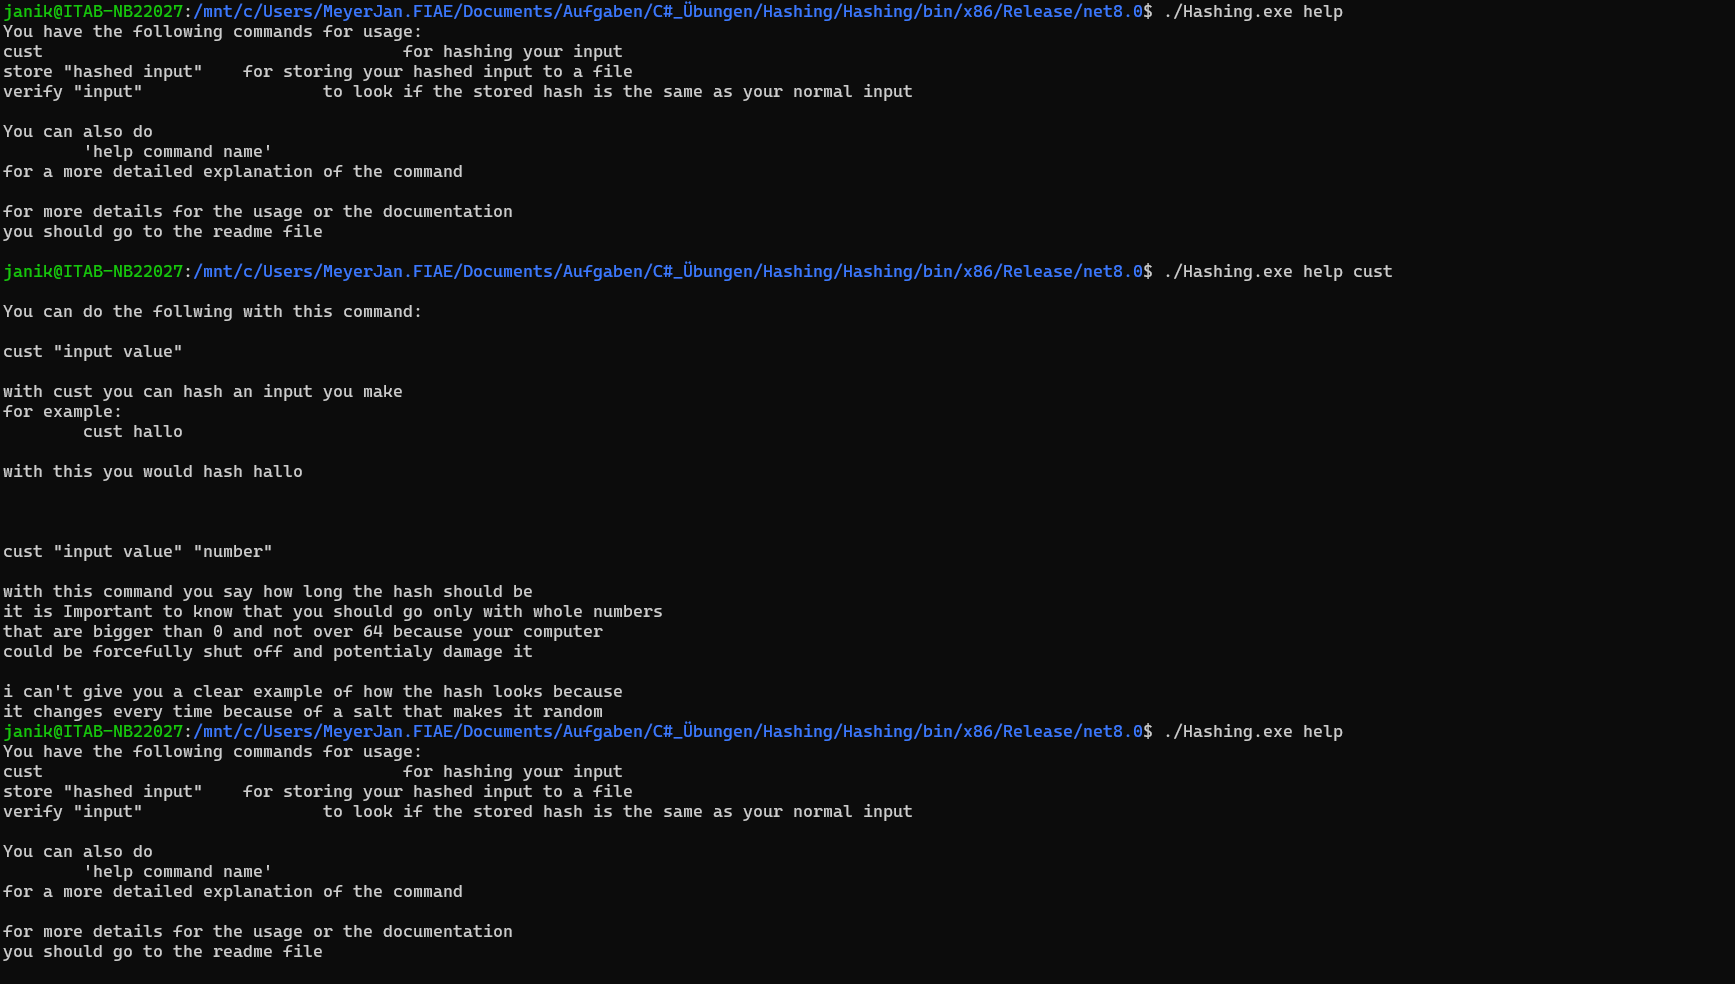 janik@ITAB-NB22027:/mnt/c/Users/MeyerJan.FIAE/Documents/Aufgaben/C#_Übungen/Hashing/Hashing/bin/x86/Release/net8.0$ ./Hashing.exe help
You have the following commands for usage:
cust                                    for hashing your input
store "hashed input"    for storing your hashed input to a file
verify "input"                  to look if the stored hash is the same as your normal input

You can also do
        'help command name'
for a more detailed explanation of the command

for more details for the usage or the documentation
you should go to the readme file

janik@ITAB-NB22027:/mnt/c/Users/MeyerJan.FIAE/Documents/Aufgaben/C#_Übungen/Hashing/Hashing/bin/x86/Release/net8.0$ ./Hashing.exe help cust

You can do the follwing with this command:

cust "input value"

with cust you can hash an input you make
for example:
        cust hallo

with this you would hash hallo

cust "input value" "number"

with this command you say how long the hash should be
it is Important to know that you should go only with whole numbers
that are bigger than 0 and not over 64 because your computer
could be forcefully shut off and potentialy damage it

i can't give you a clear example of how the hash looks because
it changes every time because of a salt that makes it random
janik@ITAB-NB22027:/mnt/c/Users/MeyerJan.FIAE/Documents/Aufgaben/C#_Übungen/Hashing/Hashing/bin/x86/Release/net8.0$ ./Hashing.exe help
You have the following commands for usage:
cust                                    for hashing your input
store "hashed input"    for storing your hashed input to a file
verify "input"                  to look if the stored hash is the same as your normal input

You can also do
        'help command name'
for a more detailed explanation of the command

for more details for the usage or the documentation
you should go to the readme file